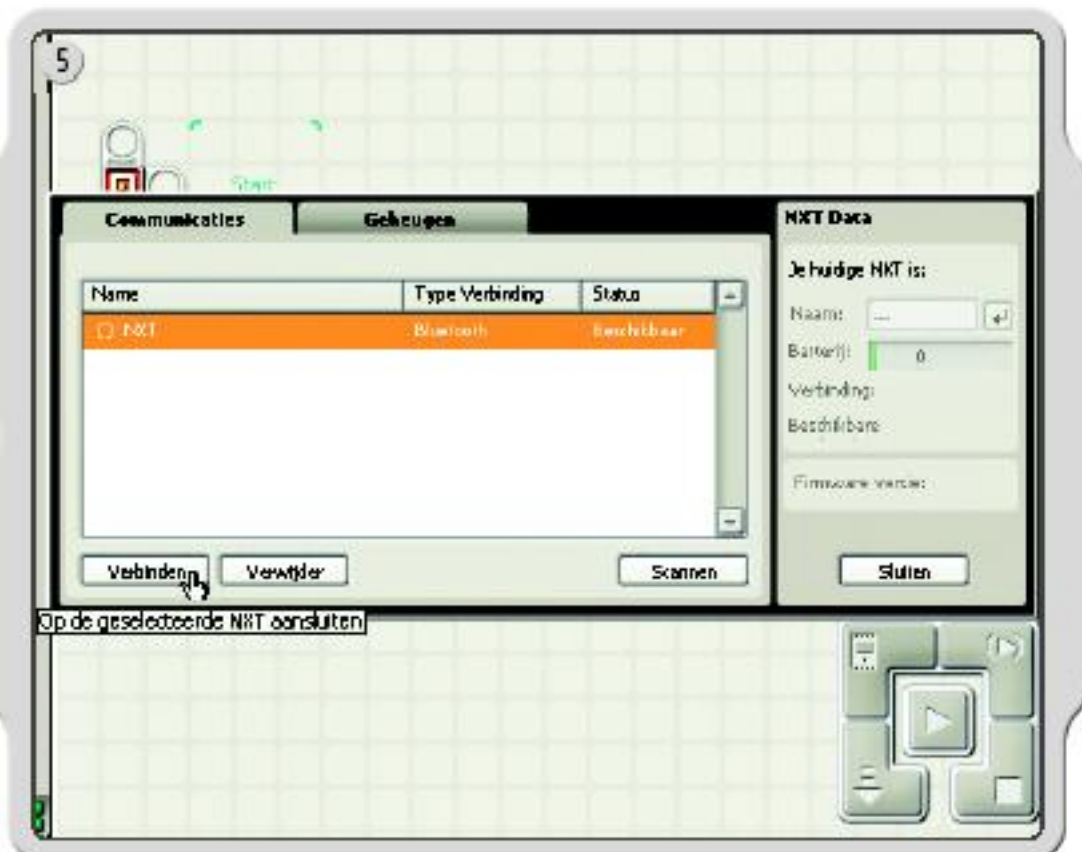 5
Start
Communicaties
Geheugen
NXT Data
Je huidige NXT is:
Name
Type Verbinding
Status
NXT
Bluetooth
Beschikbaar
Naam:
...
Batterij:
0
Verbinding:
Beschikbare
Firmware versie:
Verbinden
Verwijder
Scannen
Sluiten
Op de geselecteerde NXT aansluiten